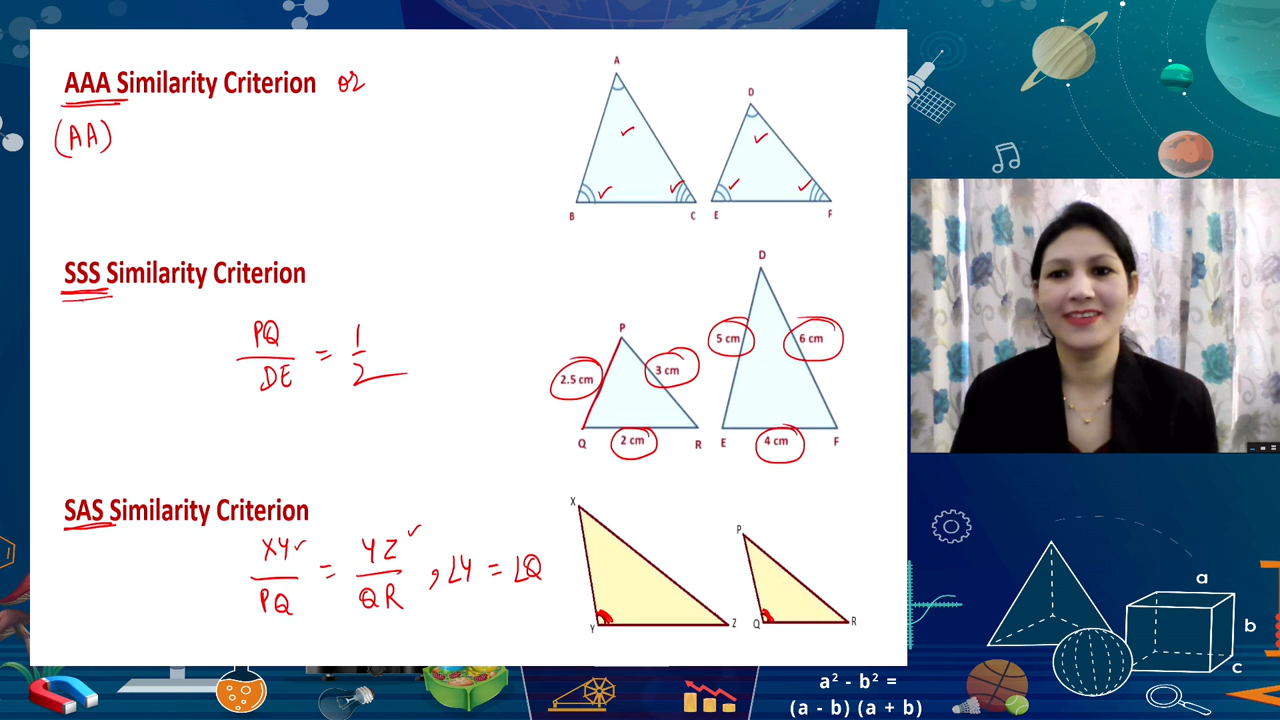 AAA Similarity Criterion or
(AA)
A
B
C
D
E
F
SSS Similarity Criterion
PQ/DE = 1/2
P
2.5 cm
3 cm
Q
2 cm
R
D
5 cm
6 cm
E
4 cm
F
SAS Similarity Criterion
XY/PQ = YZ/QR , ∠Y = ∠Q
X
Y
Z
P
Q
R
a
b
c
a² - b² =
(a - b) (a + b)